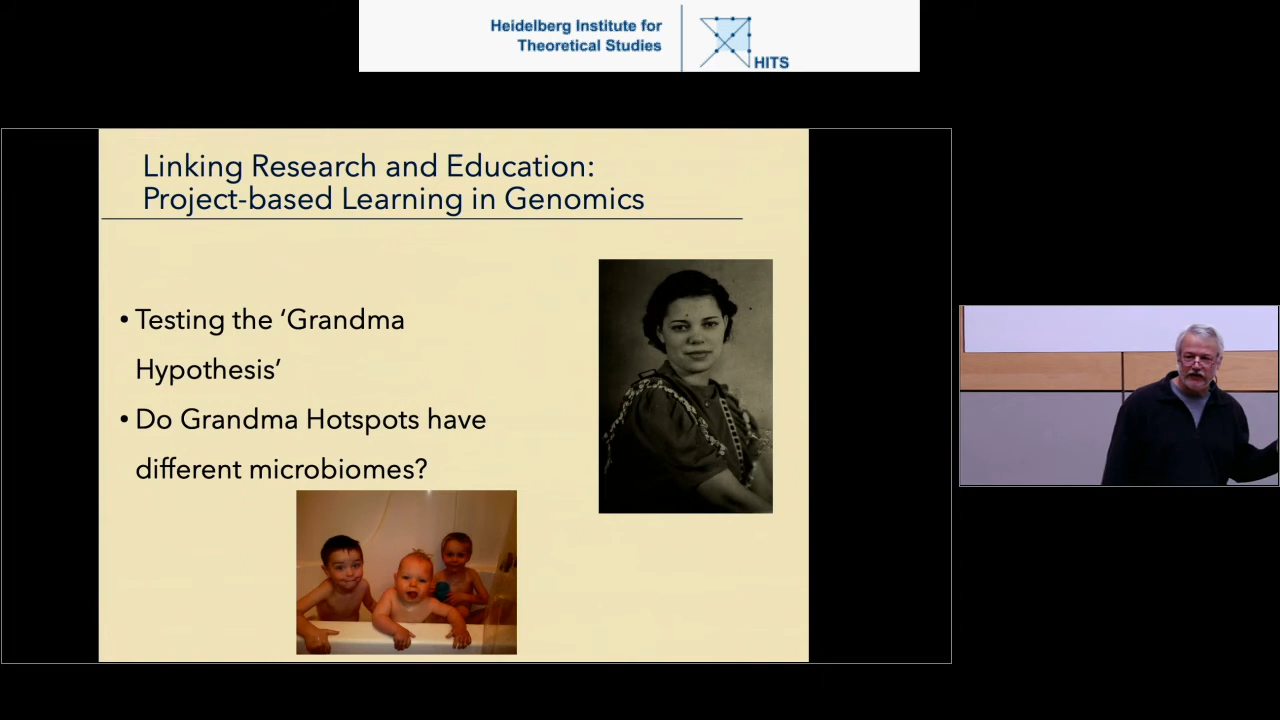 Heidelberg Institute for
Theoretical Studies
HITS
Linking Research and Education:
Project-based Learning in Genomics
• Testing the ‘Grandma
Hypothesis’
• Do Grandma Hotspots have
different microbiomes?